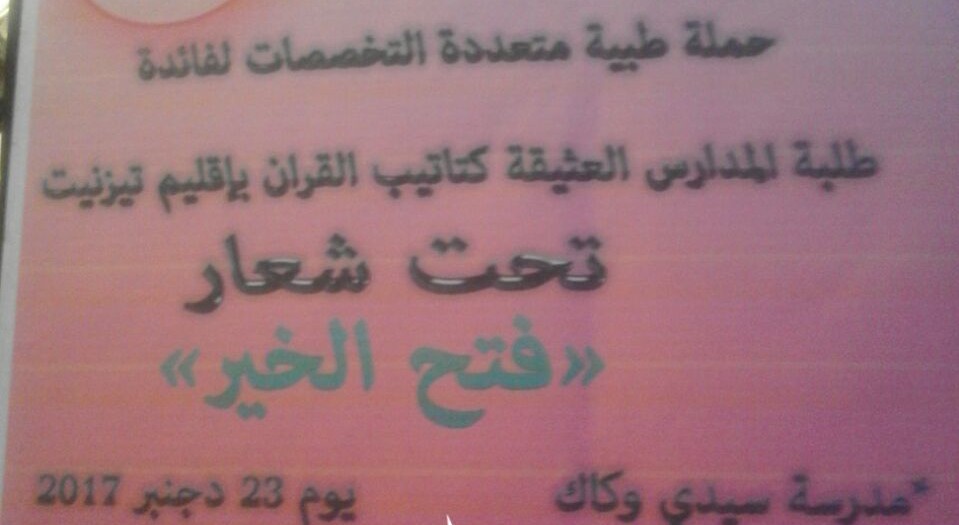 حملة طبية متعددة التخصصات لفائدة
طلبة المدارس العثيقة كتاتيب القران بإقليم تيزنيت
تحت شعار
«فتح الخير»
*مدرسة سيدي وكاك يوم 23 دجنبر 2017